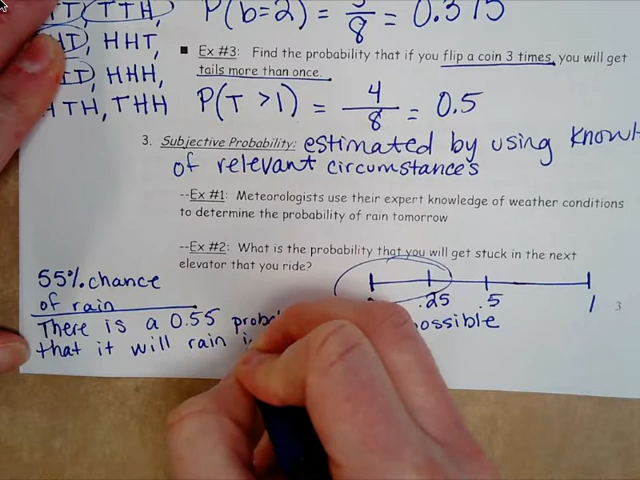 TT, TTH, P(b=2) = 3/8 = 0.375
HHT,
Ex #3: Find the probability that if you flip a coin 3 times, you will get
tails more than once.
HHH,
HTH, THH P(T >1) = 4/8 = 0.5
3. Subjective Probability: estimated by using
of relevant circumstances
--Ex #1: Meteorologists use their expert knowledge of weather conditions
to determine the probability of rain tomorrow
--Ex #2: What is the probability that you will get stuck in the next
elevator that you ride?
55% chance
of rain
.25 .5 1
3
There is a 0.55
that it will rain